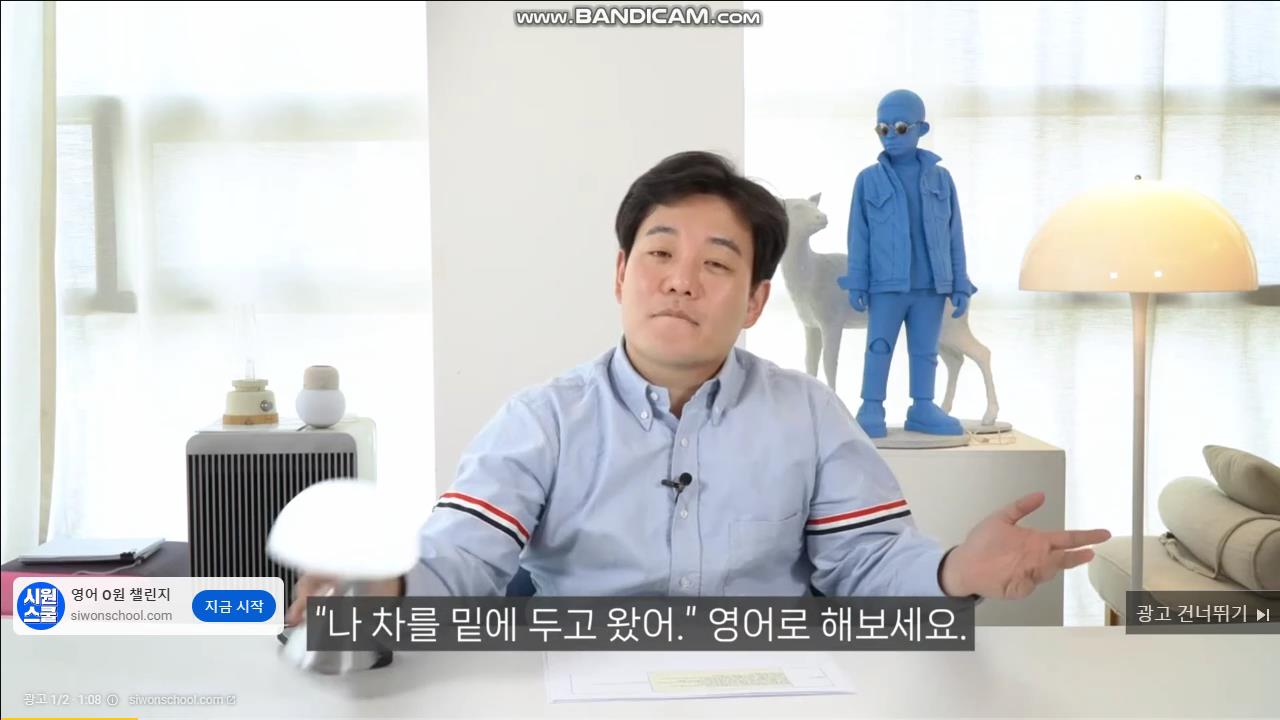 www.BANDICAM.com
시원
스쿨
영어 0원 챌린지
siwonschool.com
지금 시작
광고 건너뛰기
“나 차를 밑에 두고 왔어.” 영어로 해보세요.
광고 1/2 · 1:08
siwonschool.com